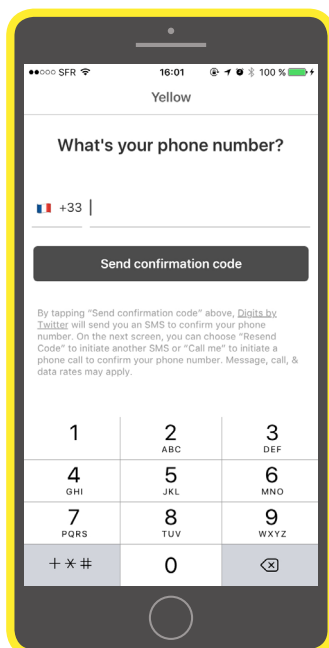 SFR 16:01 100 %
Yellow
What's your phone number?
+33
Send confirmation code
By tapping “Send confirmation code” above, Digits by
Twitter will send you an SMS to confirm your phone
number. On the next screen, you can choose “Resend
Code” to initiate another SMS or “Call me” to initiate a
phone call to confirm your phone number. Message, call, &
data rates may apply.
1 2 3
ABC DEF
4 5 6
GHI JKL MNO
7 8 9
PQRS TUV WXYZ
+*# 0